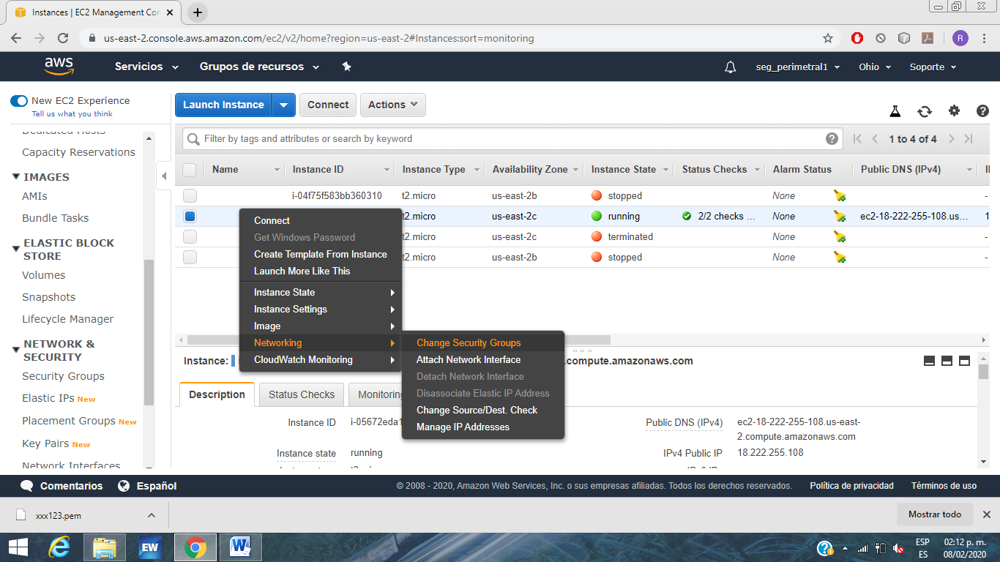 Instances | EC2 Management Con
us-east-2.console.aws.amazon.com/ec2/v2/home?region=us-east-2#Instances:sort=monitoring
R
aws
Servicios
Grupos de recursos
seg_perimetral1
Ohio
Soporte
New EC2 Experience
Tell us what you think
Dedicated Hosts
Capacity Reservations
IMAGES
AMIs
Bundle Tasks
ELASTIC BLOCK
STORE
Volumes
Snapshots
Lifecycle Manager
NETWORK &
SECURITY
Security Groups
Elastic IPs New
Placement Groups New
Key Pairs New
Network Interfaces
Launch Instance
Connect
Actions
Filter by tags and attributes or search by keyword
1 to 4 of 4
Name Instance ID Instance Type Availability Zone Instance State Status Checks Alarm Status Public DNS (IPv4)
i-04f75f583bb360310 t2.micro us-east-2b stopped None -
t2.micro us-east-2c running 2/2 checks ... None ec2-18-222-255-108.us... 1
t2.micro us-east-2c terminated None -
t2.micro us-east-2b stopped None -
Connect
Get Windows Password
Create Template From Instance
Launch More Like This
Instance State
Instance Settings
Image
Networking
CloudWatch Monitoring
Change Security Groups
Attach Network Interface
Detach Network Interface
Disassociate Elastic IP Address
Change Source/Dest. Check
Manage IP Addresses
Instance: .compute.amazonaws.com
Description
Status Checks
Monitoring
Instance ID i-05672eda1
Public DNS (IPv4) ec2-18-222-255-108.us-east-
2.compute.amazonaws.com
Instance state running
IPv4 Public IP 18.222.255.108
Comentarios
Español
© 2008 - 2020, Amazon Web Services, Inc. o sus empresas afiliadas. Todos los derechos reservados.
Política de privacidad
Términos de uso
xxx123.pem
Mostrar todo
EW
ESP
ES
02:12 p. m.
08/02/2020